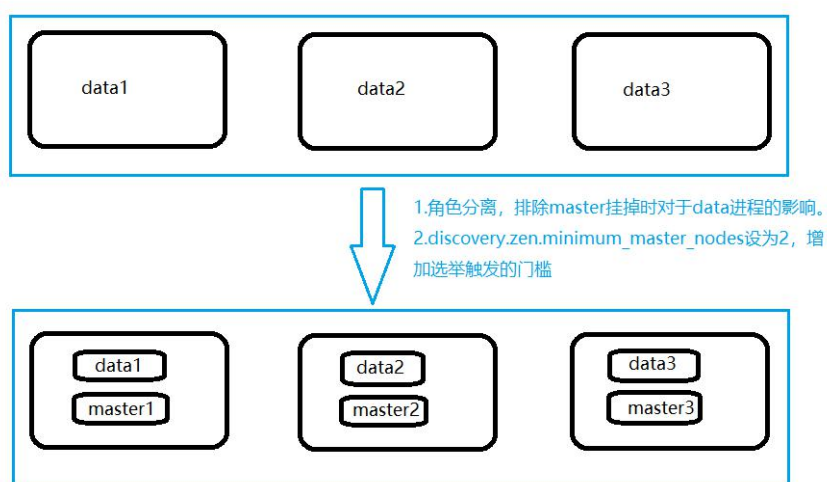 data1
data2
data3
1.角色分离，排除master挂掉时对于data进程的影响。
2.discovery.zen.minimum_master_nodes设为2，增
加选举触发的门槛
data1
data2
data3
master1
master2
master3